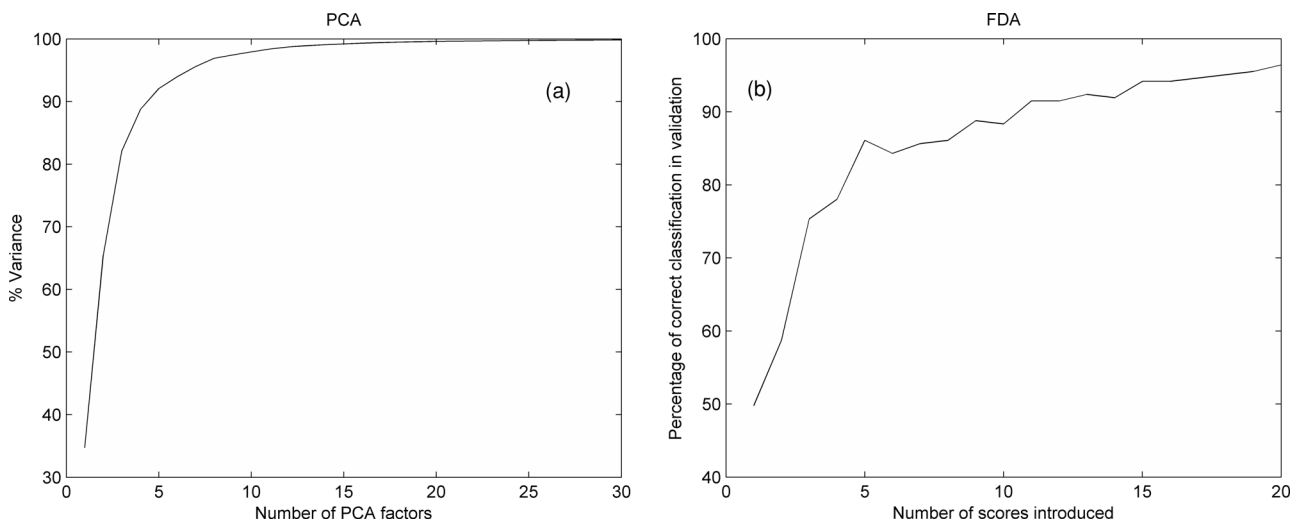 PCA
100
90
80
70
60
50
40
30
0 5 10 15 20 25 30
% Variance
Number of PCA factors
(a)
FDA
100
90
80
70
60
50
40
0 5 10 15 20
Percentage of correct classification in validation
Number of scores introduced
(b)